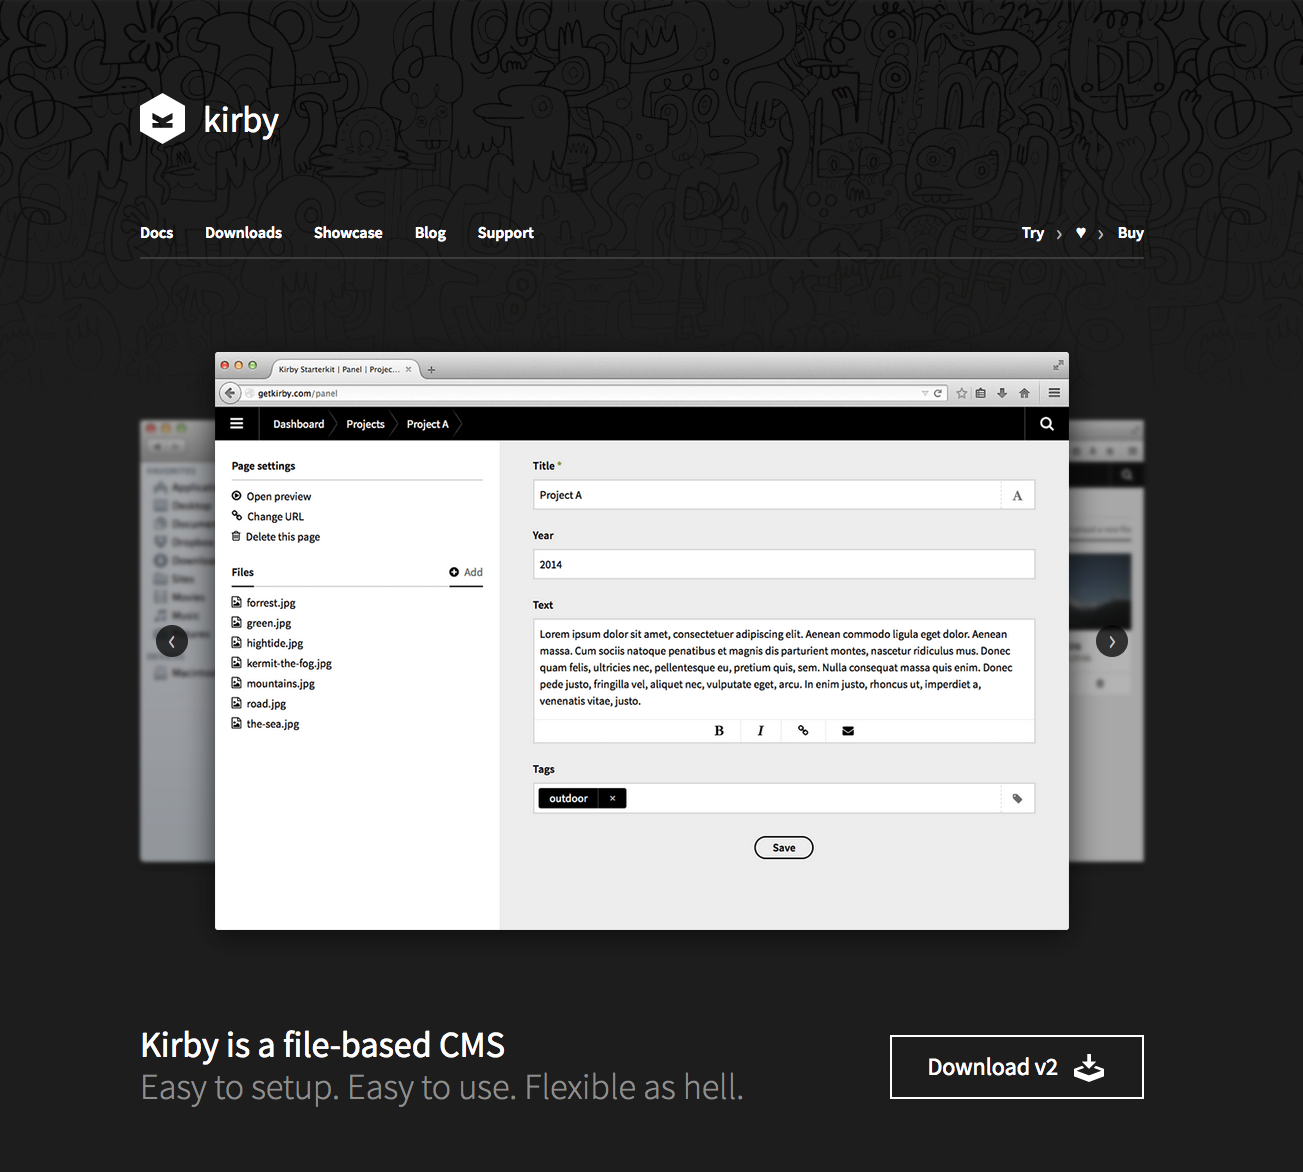 kirby
Docs Downloads Showcase Blog Support Try › ♥ › Buy
Kirby Starterkit | Panel | Projec...
getkirby.com/panel
Dashboard Projects Project A
Page settings
Open preview
Change URL
Delete this page
Files Add
forrest.jpg
green.jpg
hightide.jpg
kermit-the-fog.jpg
mountains.jpg
road.jpg
the-sea.jpg
Title *
Project A A
Year
2014
Text
Lorem ipsum dolor sit amet, consectetuer adipiscing elit. Aenean commodo ligula eget dolor. Aenean
massa. Cum sociis natoque penatibus et magnis dis parturient montes, nascetur ridiculus mus. Donec
quam felis, ultricies nec, pellentesque eu, pretium quis, sem. Nulla consequat massa quis enim. Donec
pede justo, fringilla vel, aliquet nec, vulputate eget, arcu. In enim justo, rhoncus ut, imperdiet a,
venenatis vitae, justo.
B I
Tags
outdoor ×
Save
Kirby is a file-based CMS
Easy to setup. Easy to use. Flexible as hell.
Download v2